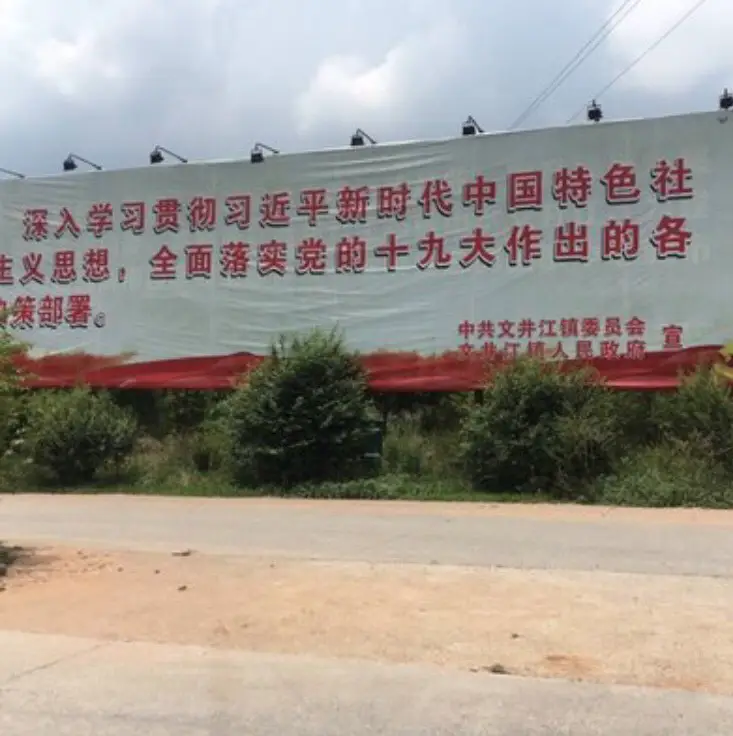 深入学习贯彻习近平新时代中国特色社
主义思想，全面落实党的十九大作出的各
决策部署。
中共文井江镇委员会
文井江镇人民政府 宣